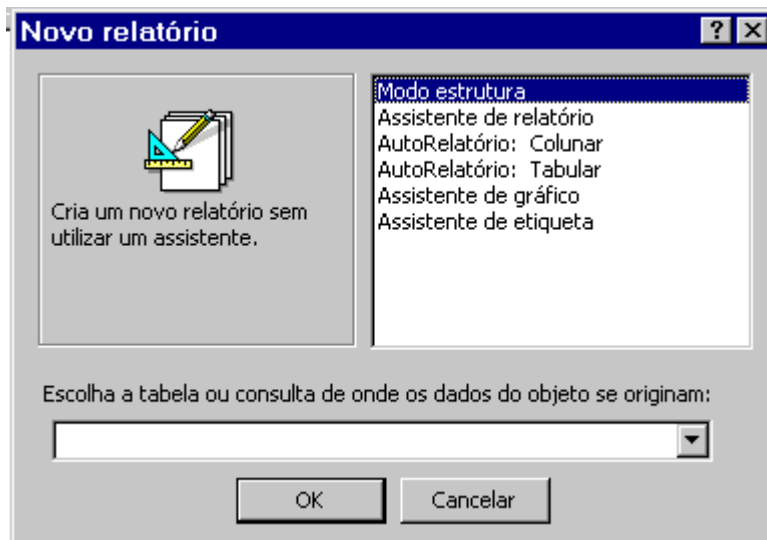 Novo relatório
Cria um novo relatório sem
utilizar um assistente.
Modo estrutura
Assistente de relatório
AutoRelatório:  Colunar
AutoRelatório:  Tabular
Assistente de gráfico
Assistente de etiqueta
Escolha a tabela ou consulta de onde os dados do objeto se originam:
OK
Cancelar